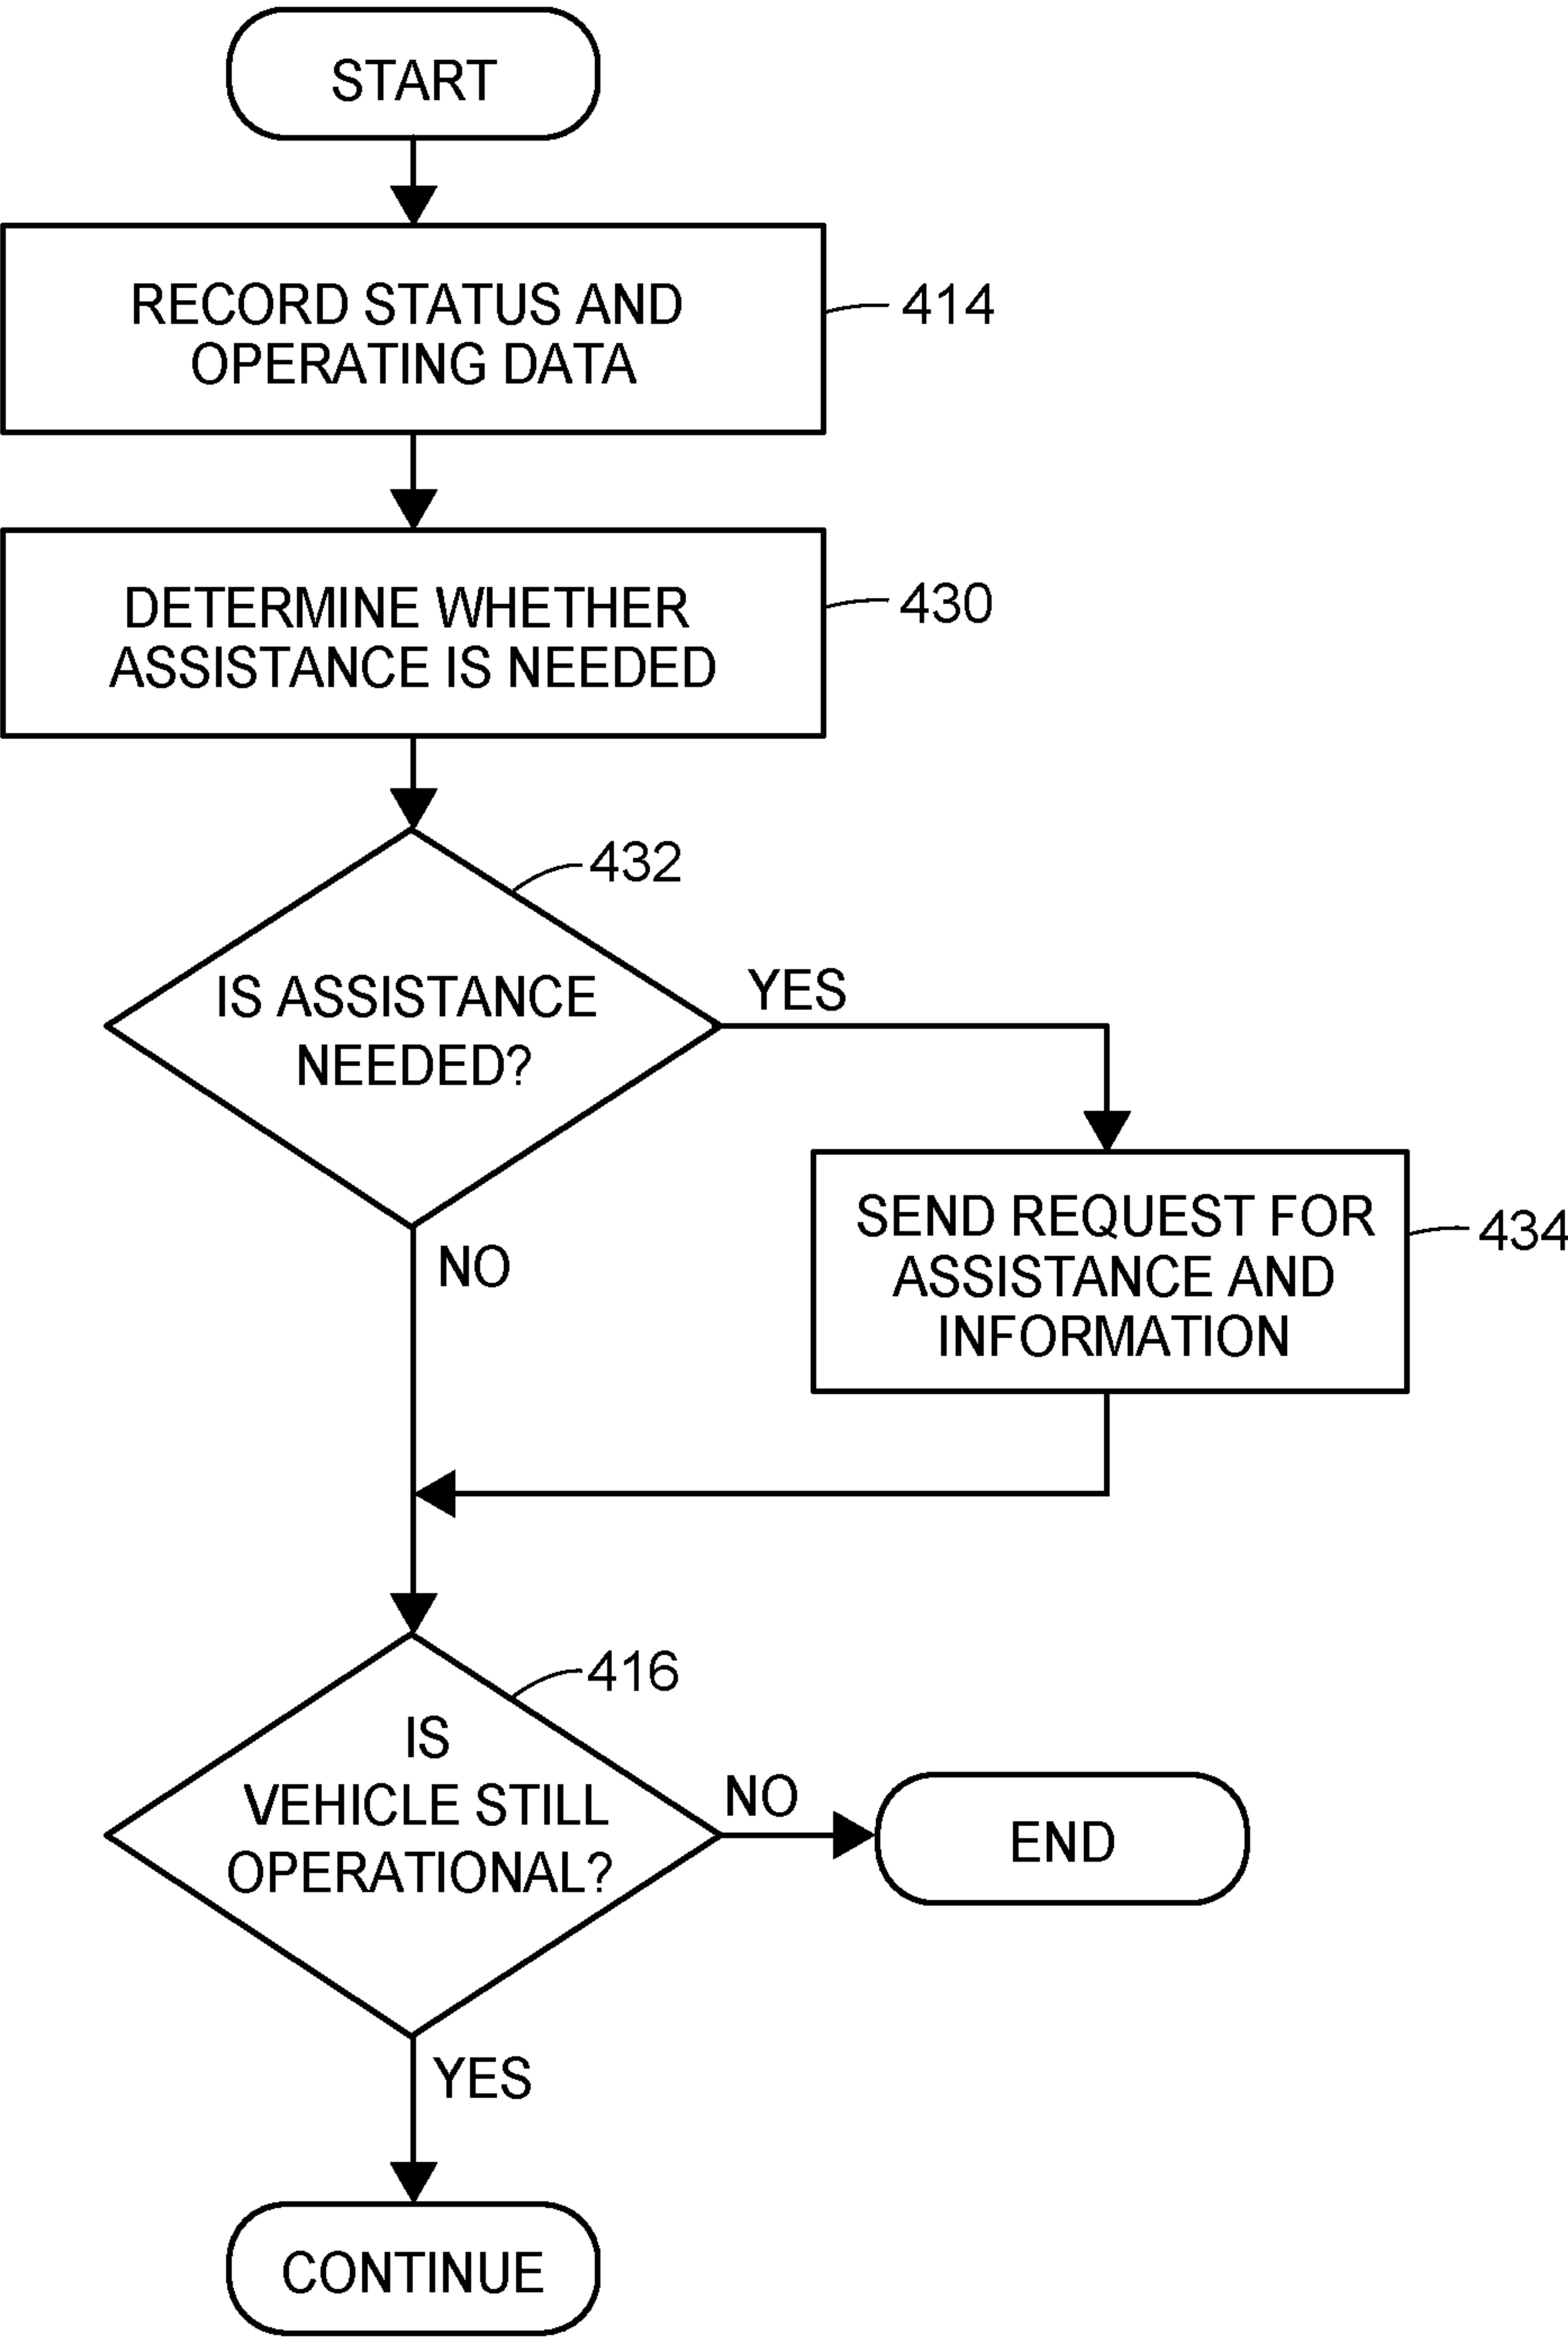 START
RECORD STATUS AND
OPERATING DATA
414
DETERMINE WHETHER
ASSISTANCE IS NEEDED
430
432
IS ASSISTANCE
NEEDED?
YES
NO
SEND REQUEST FOR
ASSISTANCE AND
INFORMATION
434
416
IS
VEHICLE STILL
OPERATIONAL?
NO
END
YES
CONTINUE